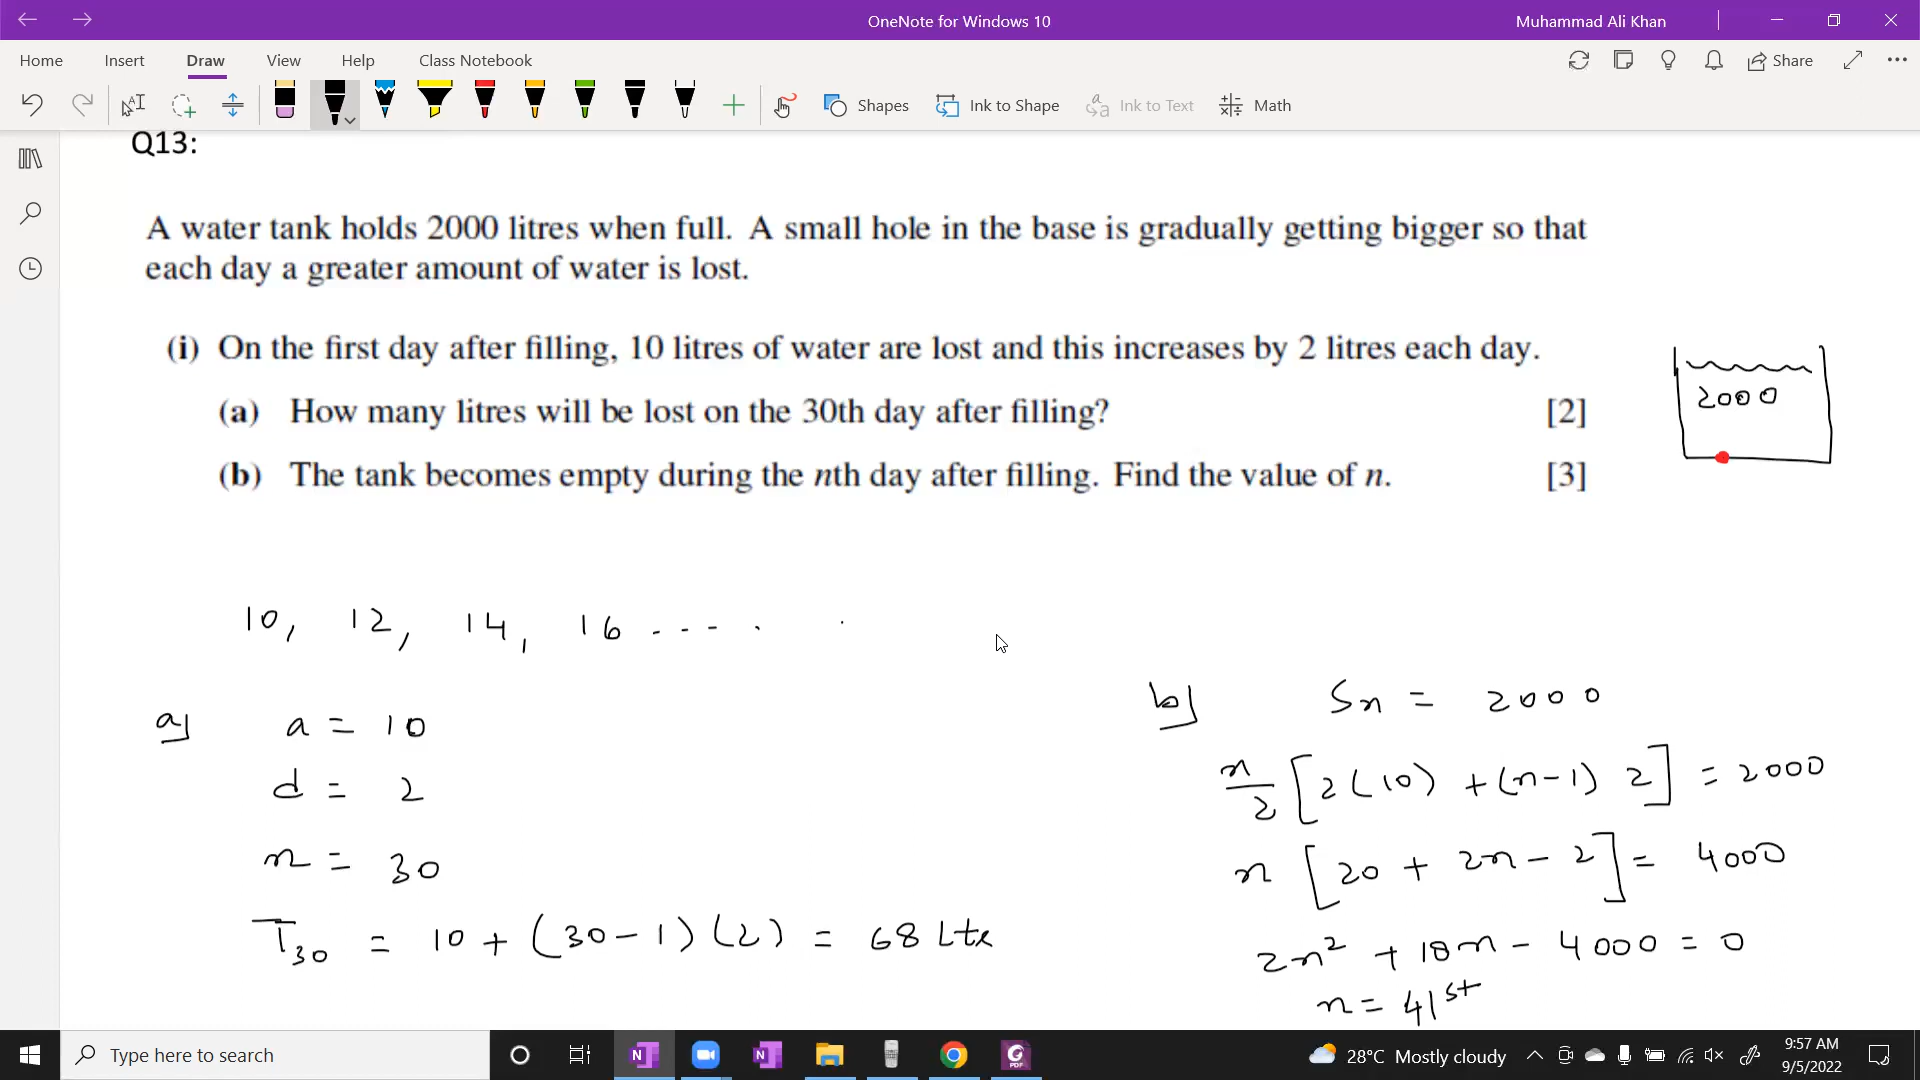 OneNote for Windows 10
Muhammad Ali Khan
Home Insert Draw View Help Class Notebook
Share
Shapes Ink to Shape Ink to Text Math
Q13:
A water tank holds 2000 litres when full. A small hole in the base is gradually getting bigger so that
each day a greater amount of water is lost.
(i) On the first day after filling, 10 litres of water are lost and this increases by 2 litres each day.
(a) How many litres will be lost on the 30th day after filling? [2]
(b) The tank becomes empty during the nth day after filling. Find the value of n. [3]
2000
10, 12, 14, 16 ---- . .
a) a = 10
d = 2
n = 30
T30 = 10 + (30-1)(2) = 68 Ltr
b) Sn = 2000
n/2 [2(10) + (n-1) 2] = 2000
n [20 + 2n - 2] = 4000
2n² + 18n - 4000 = 0
n = 41st
Type here to search
28°C Mostly cloudy
9:57 AM
9/5/2022